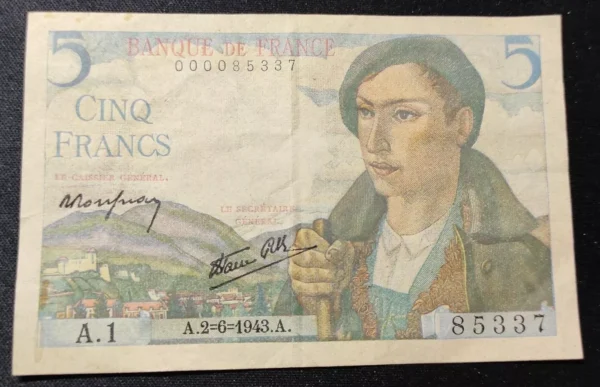 5 BANQUE DE FRANCE 5
000085337
CINQ
FRANCS
LE CAISSIER GÉNÉRAL.
LE SECRÉTAIRE
GÉNÉRAL.
A.1
A.2=6=1943.A.
85337